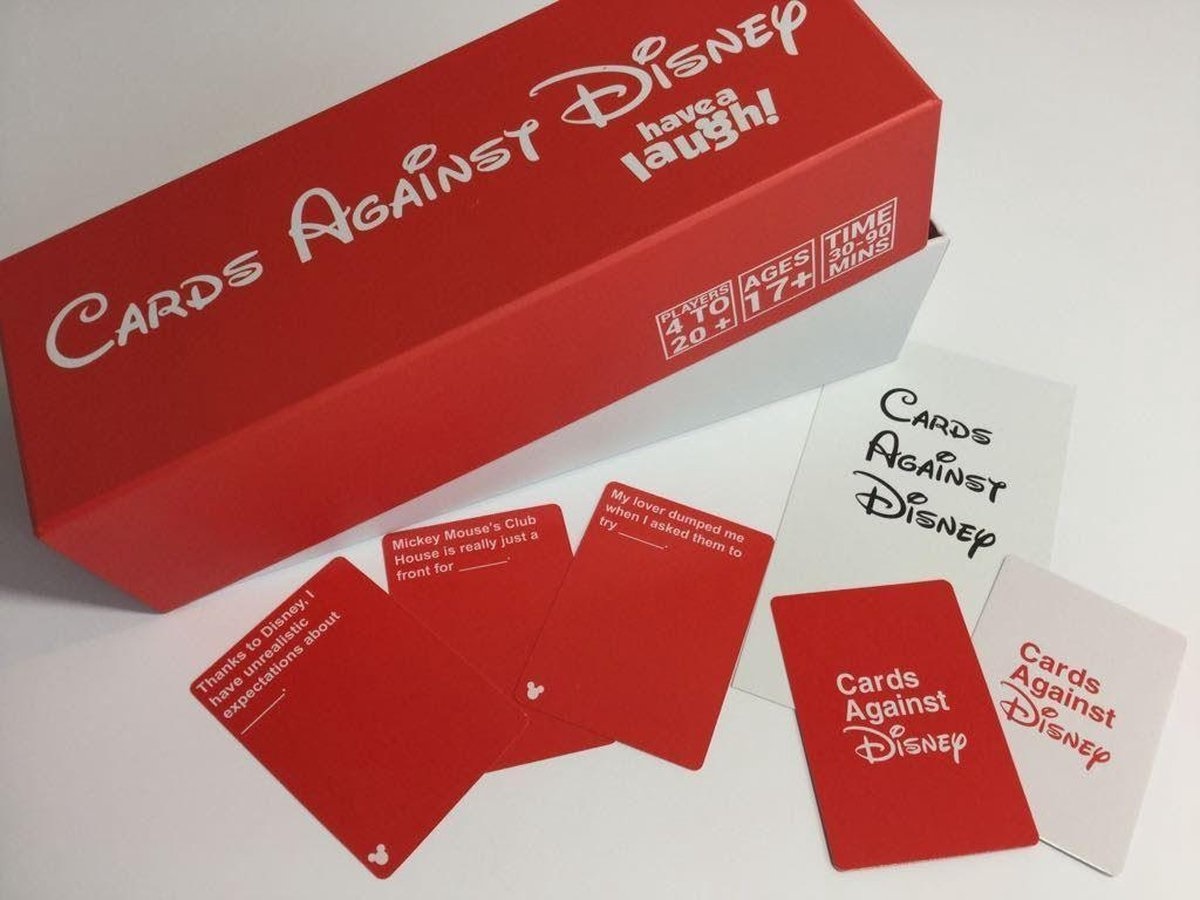 Cards Against Disney
have a
laugh!
PLAYERS
4 TO
20 +
AGES
17+
TIME
30-90
MINS
Cards
Against
Disney
My lover dumped me
when I asked them to
try ______.
Mickey Mouse's Club
House is really just a
front for ______.
Thanks to Disney, I
have unrealistic
expectations about
______.
Cards
Against
Disney
Cards
Against
Disney